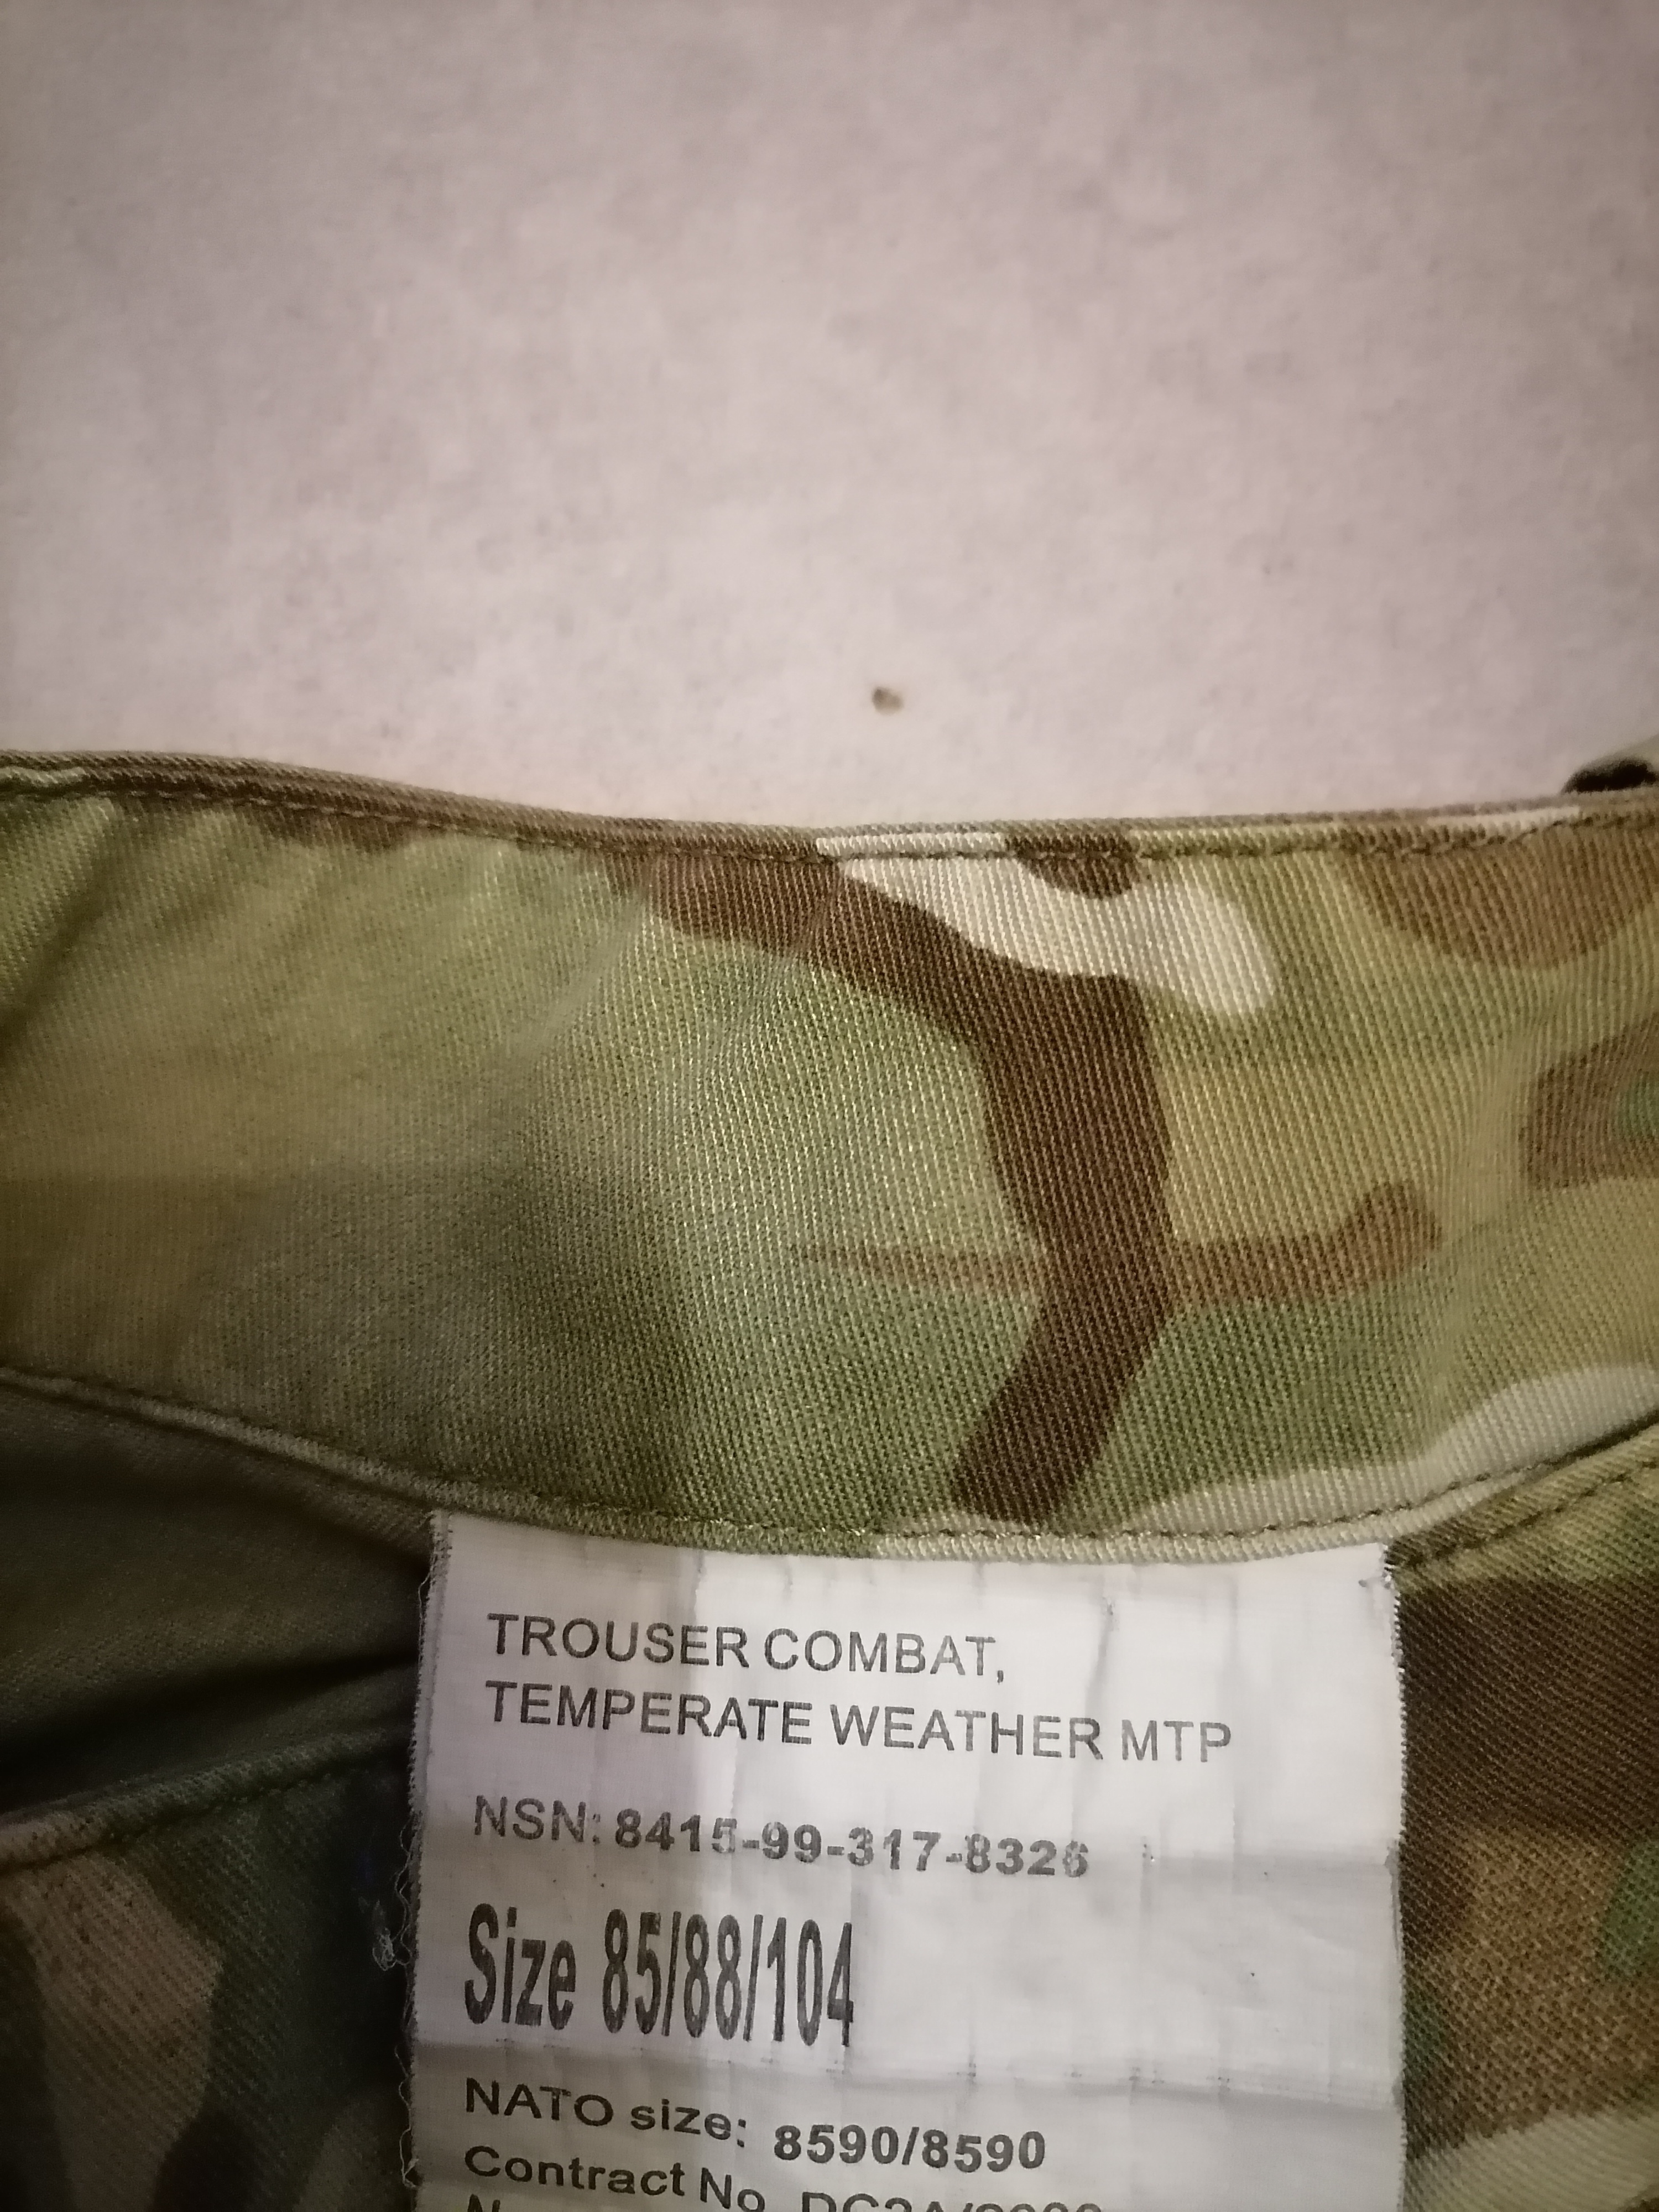 TROUSER COMBAT,
TEMPERATE WEATHER MTP
NSN: 8415-99-317-8326
Size 85/88/104
NATO size: 8590/8590
Contract No